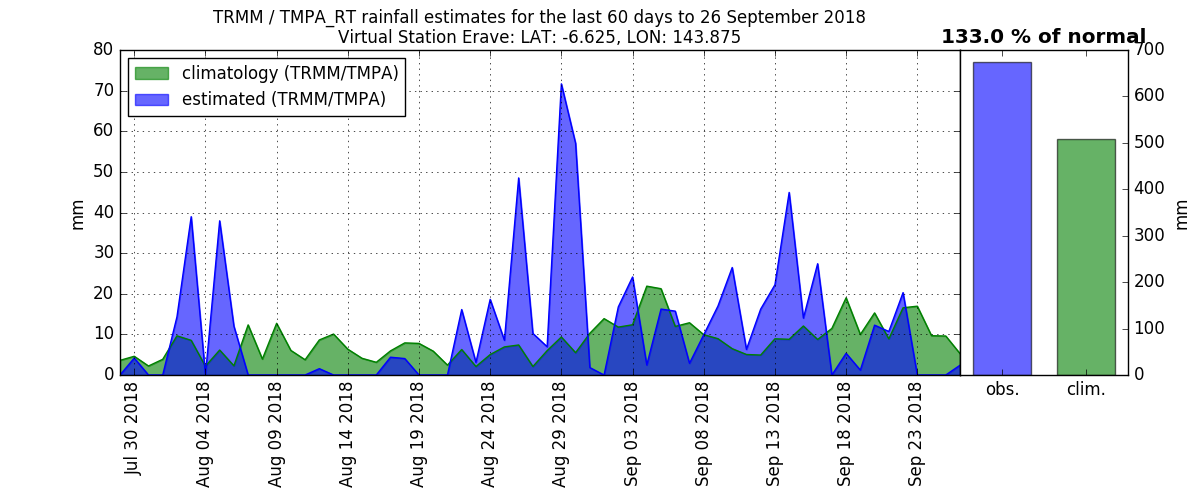 TRMM / TMPA_RT rainfall estimates for the last 60 days to 26 September 2018
Virtual Station Erave: LAT: -6.625, LON: 143.875
133.0 % of normal
climatology (TRMM/TMPA)
estimated (TRMM/TMPA)
80
70
60
50
40
30
20
10
0
mm
Jul 30 2018
Aug 04 2018
Aug 09 2018
Aug 14 2018
Aug 19 2018
Aug 24 2018
Aug 29 2018
Sep 03 2018
Sep 08 2018
Sep 13 2018
Sep 18 2018
Sep 23 2018
700
600
500
400
300
200
100
0
mm
obs.
clim.